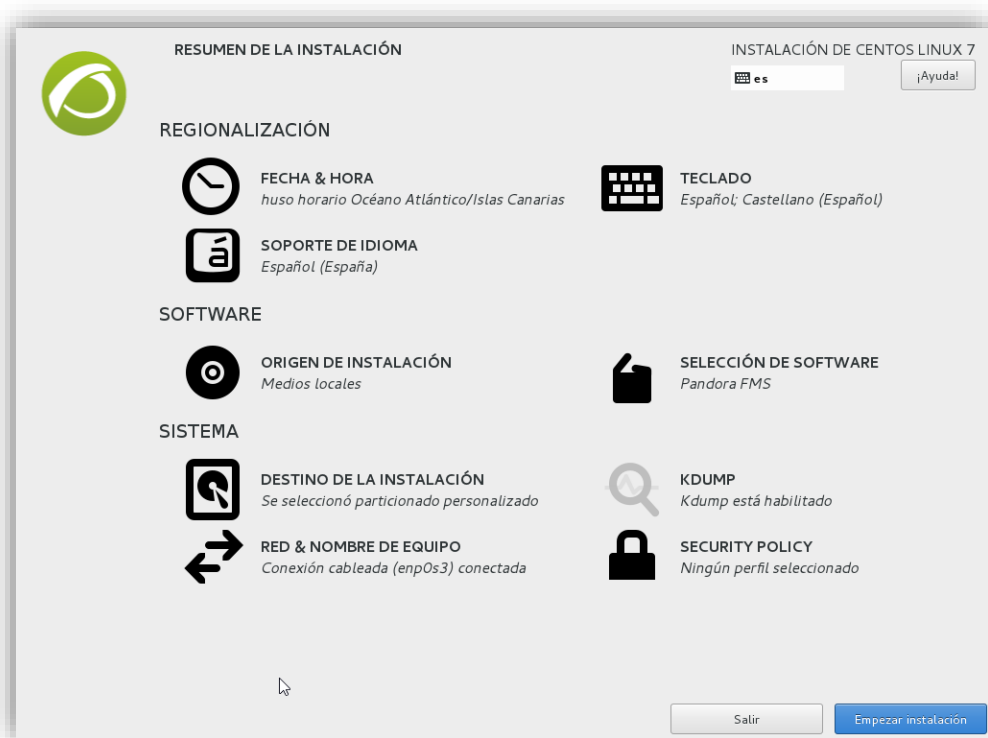 RESUMEN DE LA INSTALACIÓN
INSTALACIÓN DE CENTOS LINUX 7
es
¡Ayuda!
REGIONALIZACIÓN
FECHA & HORA
huso horario Océano Atlántico/Islas Canarias
TECLADO
Español; Castellano (Español)
á
SOPORTE DE IDIOMA
Español (España)
SOFTWARE
ORIGEN DE INSTALACIÓN
Medios locales
SELECCIÓN DE SOFTWARE
Pandora FMS
SISTEMA
DESTINO DE LA INSTALACIÓN
Se seleccionó particionado personalizado
KDUMP
Kdump está habilitado
RED & NOMBRE DE EQUIPO
Conexión cableada (enp0s3) conectada
SECURITY POLICY
Ningún perfil seleccionado
Salir
Empezar instalación